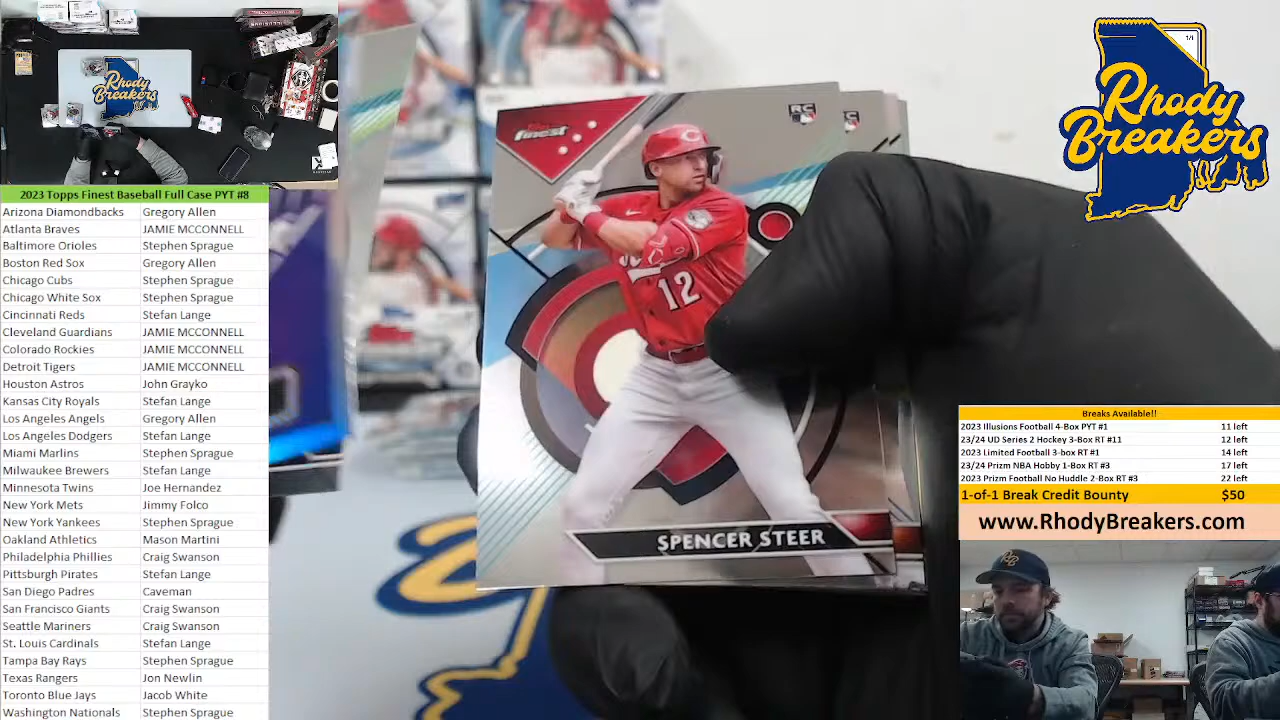 Rhody
Breakers
2023 Topps Finest Baseball Full Case PYT #8
Arizona Diamondbacks Gregory Allen
Atlanta Braves JAMIE MCCONNELL
Baltimore Orioles Stephen Sprague
Boston Red Sox Gregory Allen
Chicago Cubs Stephen Sprague
Chicago White Sox Stephen Sprague
Cincinnati Reds Stefan Lange
Cleveland Guardians JAMIE MCCONNELL
Colorado Rockies JAMIE MCCONNELL
Detroit Tigers JAMIE MCCONNELL
Houston Astros John Grayko
Kansas City Royals Stefan Lange
Los Angeles Angels Gregory Allen
Los Angeles Dodgers Stefan Lange
Miami Marlins Stephen Sprague
Milwaukee Brewers Stefan Lange
Minnesota Twins Joe Hernandez
New York Mets Jimmy Folco
New York Yankees Stephen Sprague
Oakland Athletics Mason Martini
Philadelphia Phillies Craig Swanson
Pittsburgh Pirates Stefan Lange
San Diego Padres Caveman
San Francisco Giants Craig Swanson
Seattle Mariners Craig Swanson
St. Louis Cardinals Stefan Lange
Tampa Bay Rays Stephen Sprague
Texas Rangers Jon Newlin
Toronto Blue Jays Jacob White
Washington Nationals Stephen Sprague
finest
RC
RC
C
12
SPENCER STEER
1/1
Rhody
Breakers
Breaks Available!!
2023 Illusions Football 4-Box PYT #1 11 left
23/24 UD Series 2 Hockey 3-Box RT #11 12 left
2023 Limited Football 3-box RT #1 14 left
23/24 Prizm NBA Hobby 1-Box RT #3 17 left
2023 Prizm Football No Huddle 2-Box RT #3 22 left
1-of-1 Break Credit Bounty $50
www.RhodyBreakers.com
RB